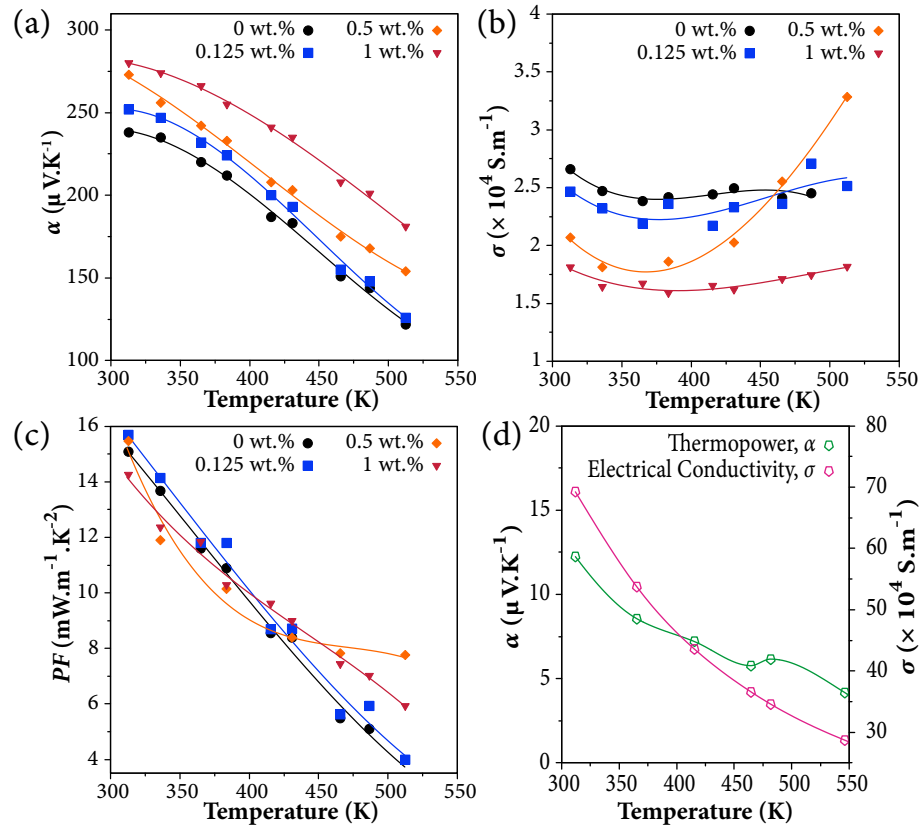 (a)
0 wt.% 0.5 wt.%
0.125 wt.% 1 wt.%
α (μV.K⁻¹)
300
250
200
150
100
300 350 400 450 500 550
Temperature (K)
(b)
0 wt.% 0.5 wt.%
0.125 wt.% 1 wt.%
σ (× 10⁴ S.m⁻¹)
4
3.5
3
2.5
2
1.5
1
300 350 400 450 500 550
Temperature (K)
(c)
0 wt.% 0.5 wt.%
0.125 wt.% 1 wt.%
PF (mW.m⁻¹.K⁻²)
16
14
12
10
8
6
4
300 350 400 450 500 550
Temperature (K)
(d)
Thermopower, α
Electrical Conductivity, σ
α (μV.K⁻¹)
20
15
10
5
0
300 350 400 450 500 550
Temperature (K)
80
70
60
50
40
30
σ (× 10⁴ S.m⁻¹)